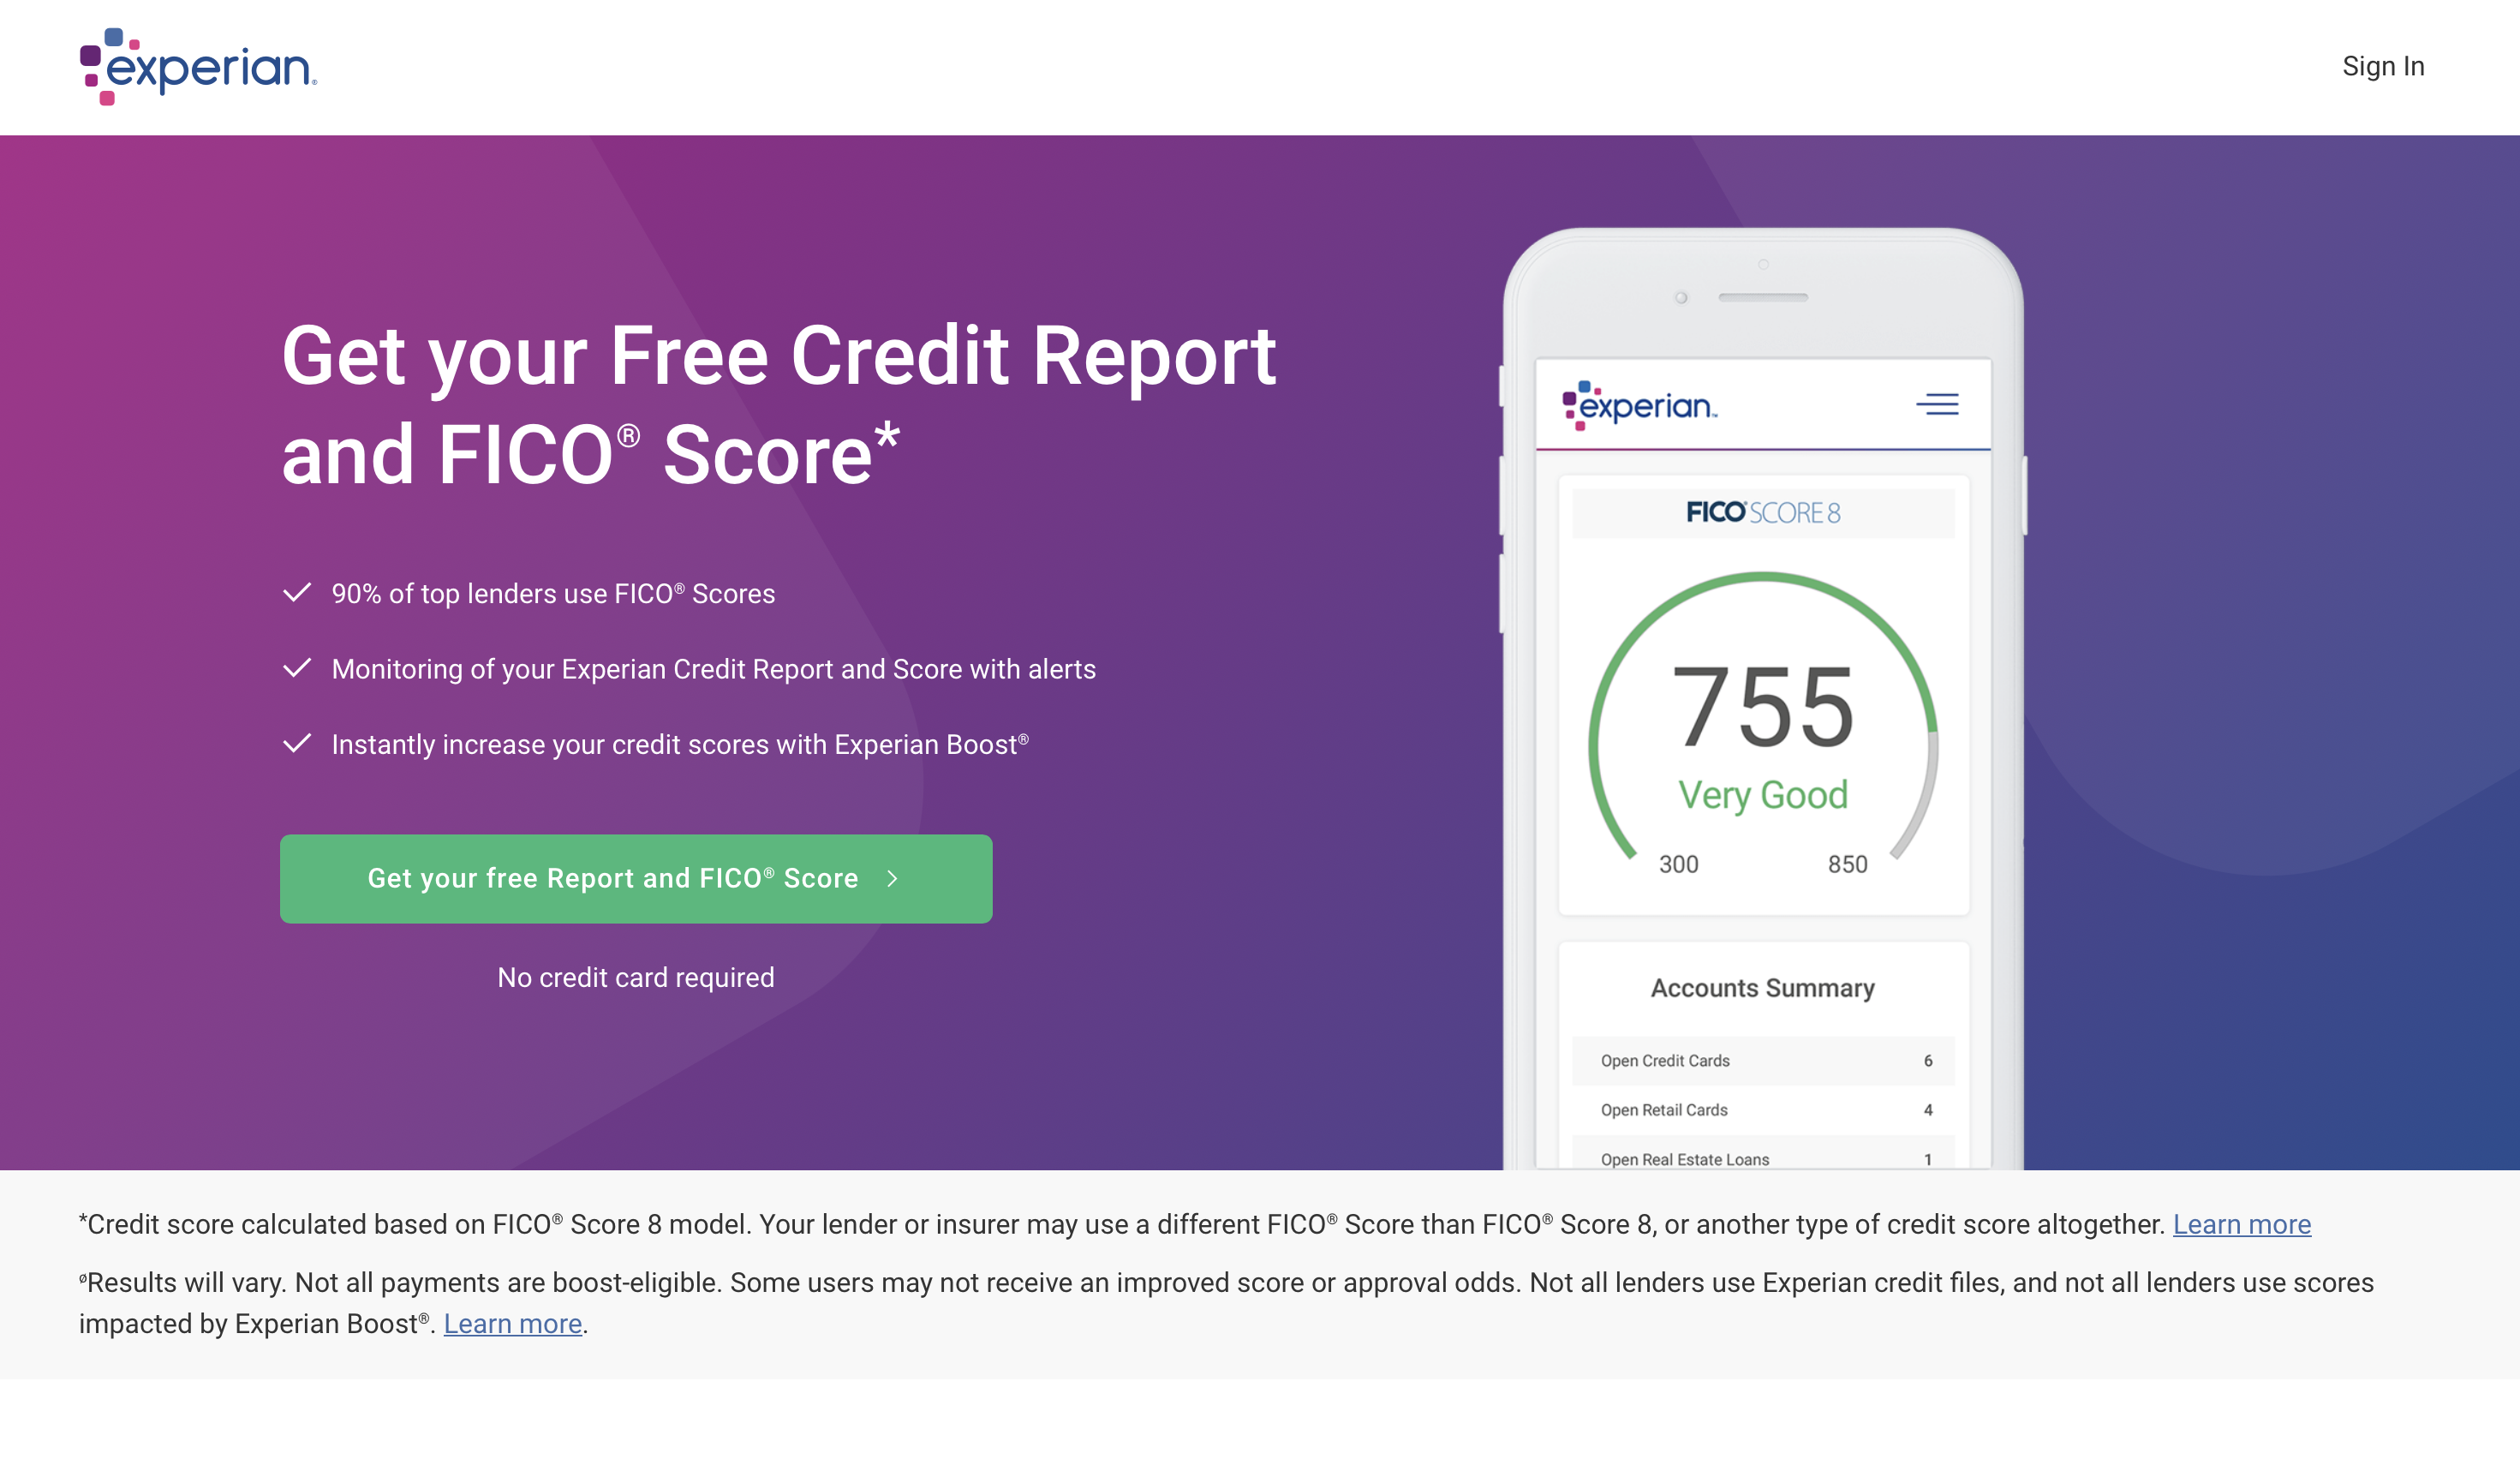 experian®
Sign In
Get your Free Credit Report
and FICO® Score*
90% of top lenders use FICO® Scores
Monitoring of your Experian Credit Report and Score with alerts
Instantly increase your credit scores with Experian Boost®
Get your free Report and FICO® Score
No credit card required
experian™
FICO® SCORE 8
755
Very Good
300 850
Accounts Summary
Open Credit Cards 6
Open Retail Cards 4
Open Real Estate Loans 1
*Credit score calculated based on FICO® Score 8 model. Your lender or insurer may use a different FICO® Score than FICO® Score 8, or another type of credit score altogether. Learn more
øResults will vary. Not all payments are boost-eligible. Some users may not receive an improved score or approval odds. Not all lenders use Experian credit files, and not all lenders use scores
impacted by Experian Boost®. Learn more.